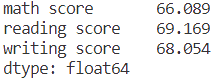 math score       66.089
reading score    69.169
writing score    68.054
dtype: float64